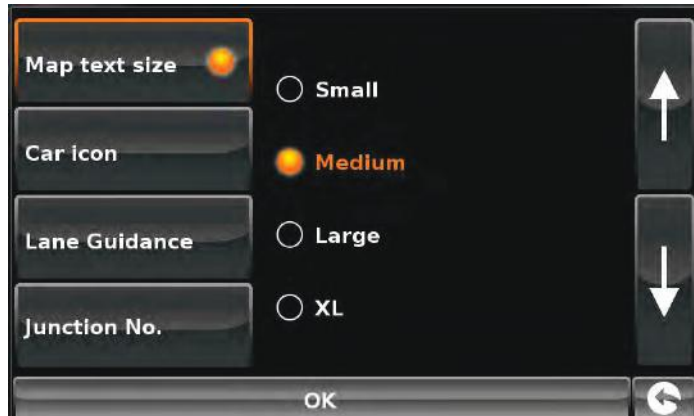 Map text size
Car icon
Lane Guidance
Junction No.
Small
Medium
Large
XL
OK